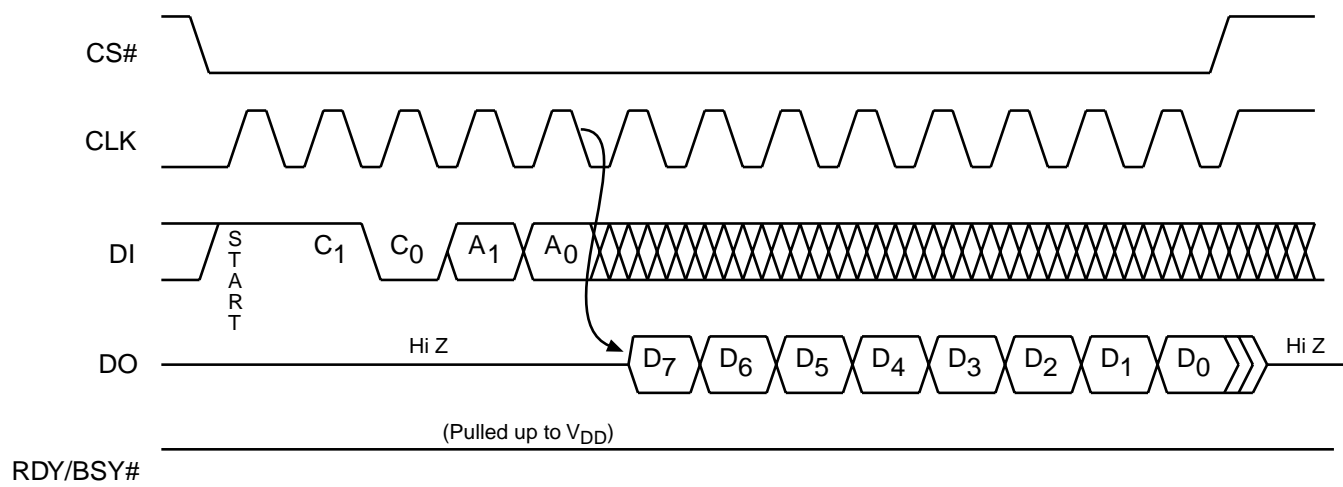 CS#
CLK
DI
START
C1
C0
A1
A0
DO
Hi Z
D7
D6
D5
D4
D3
D2
D1
D0
Hi Z
(Pulled up to VDD)
RDY/BSY#